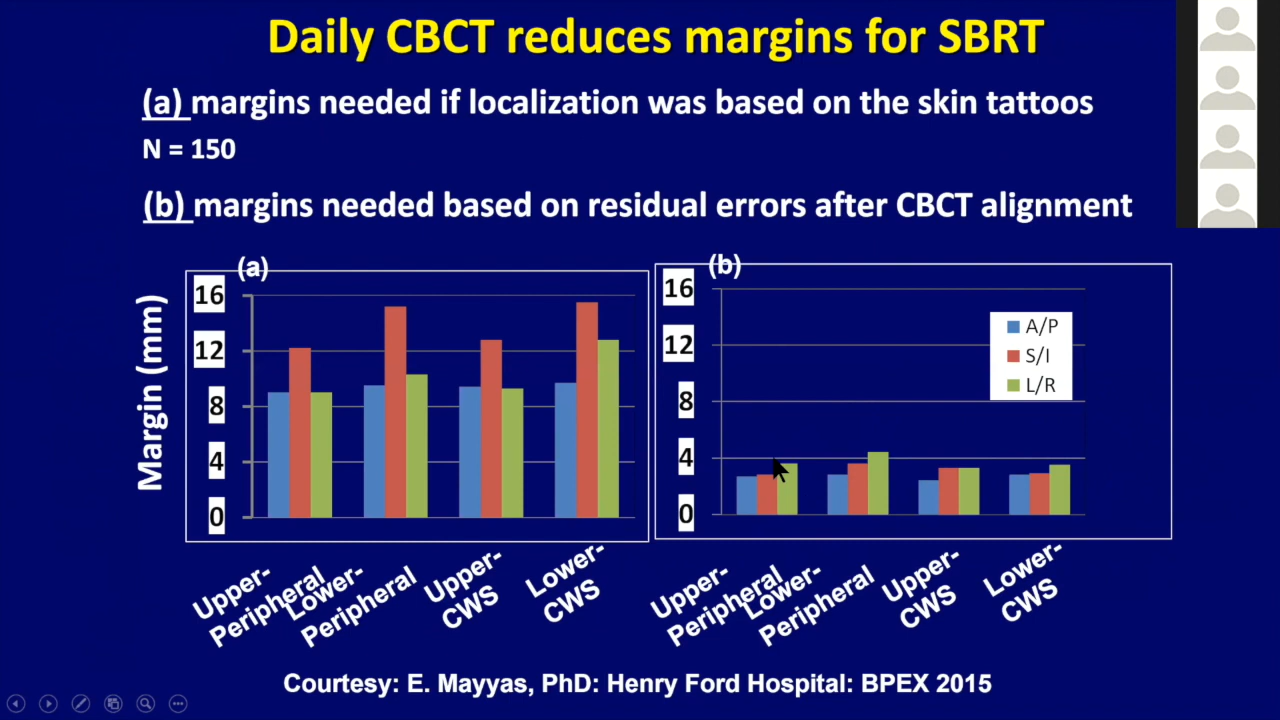 Daily CBCT reduces margins for SBRT
(a) margins needed if localization was based on the skin tattoos
N = 150
(b) margins needed based on residual errors after CBCT alignment
(a)
Margin (mm)
16
12
8
4
0
Upper-
Peripheral
Lower-
Peripheral
Upper-
CWS
Lower-
CWS
(b)
16
12
8
4
0
A/P
S/I
L/R
Upper-
Peripheral
Lower-
Peripheral
Upper-
CWS
Lower-
CWS
Courtesy: E. Mayyas, PhD: Henry Ford Hospital: BPEX 2015